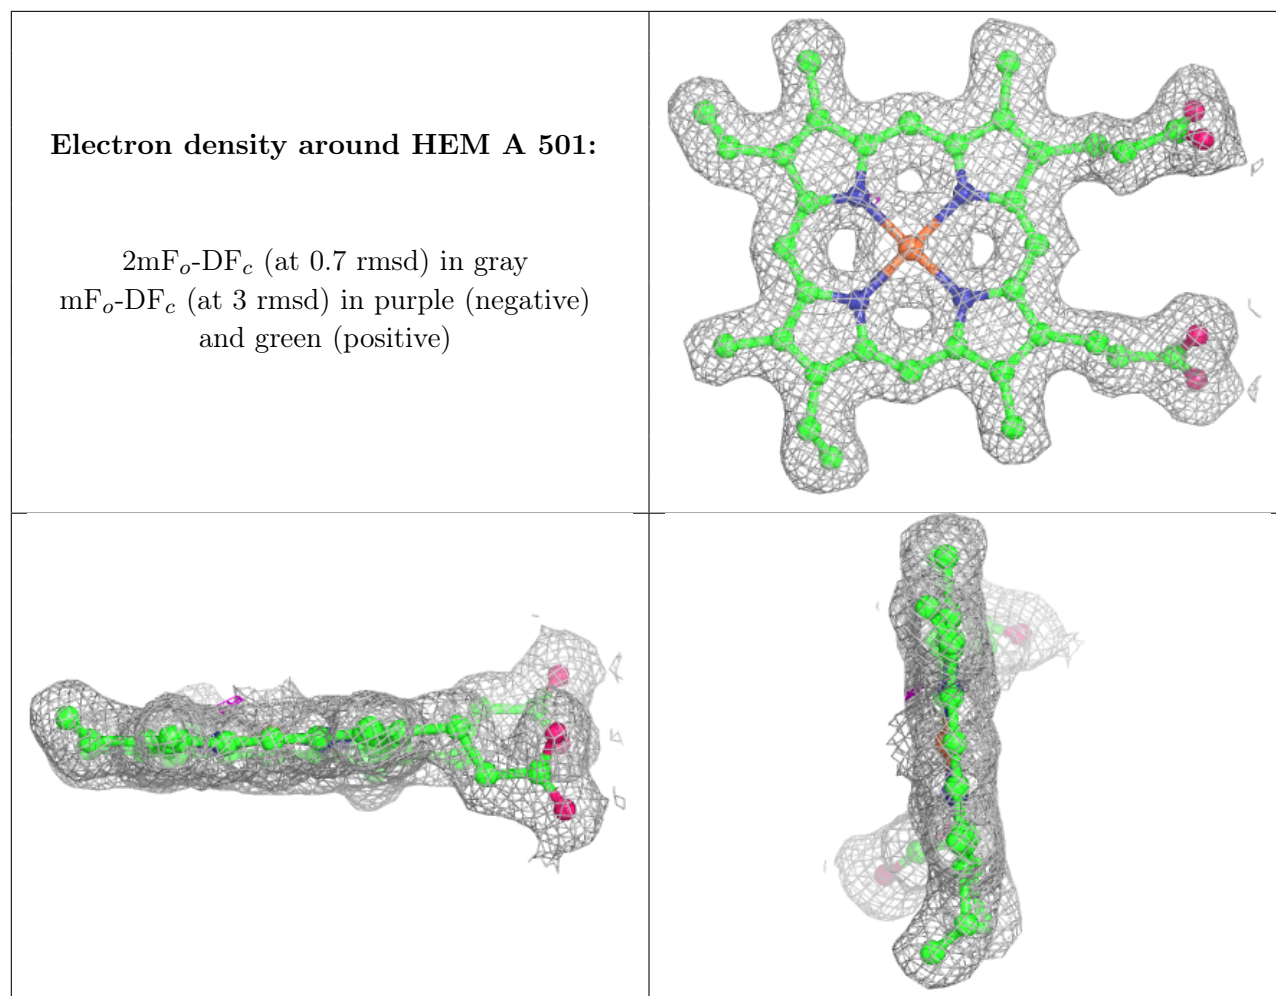 Electron density around HEM A 501:
2mFo-DFc (at 0.7 rmsd) in gray
mFo-DFc (at 3 rmsd) in purple (negative)
and green (positive)